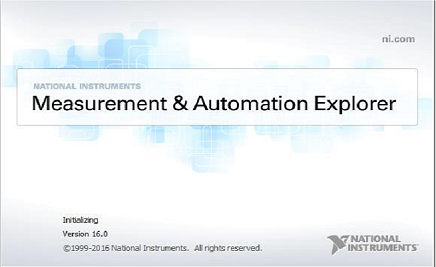 ni.com
NATIONAL INSTRUMENTS
Measurement & Automation Explorer
Initializing
Version 16.0
©1999-2016 National Instruments. All rights reserved.
NATIONAL
INSTRUMENTS